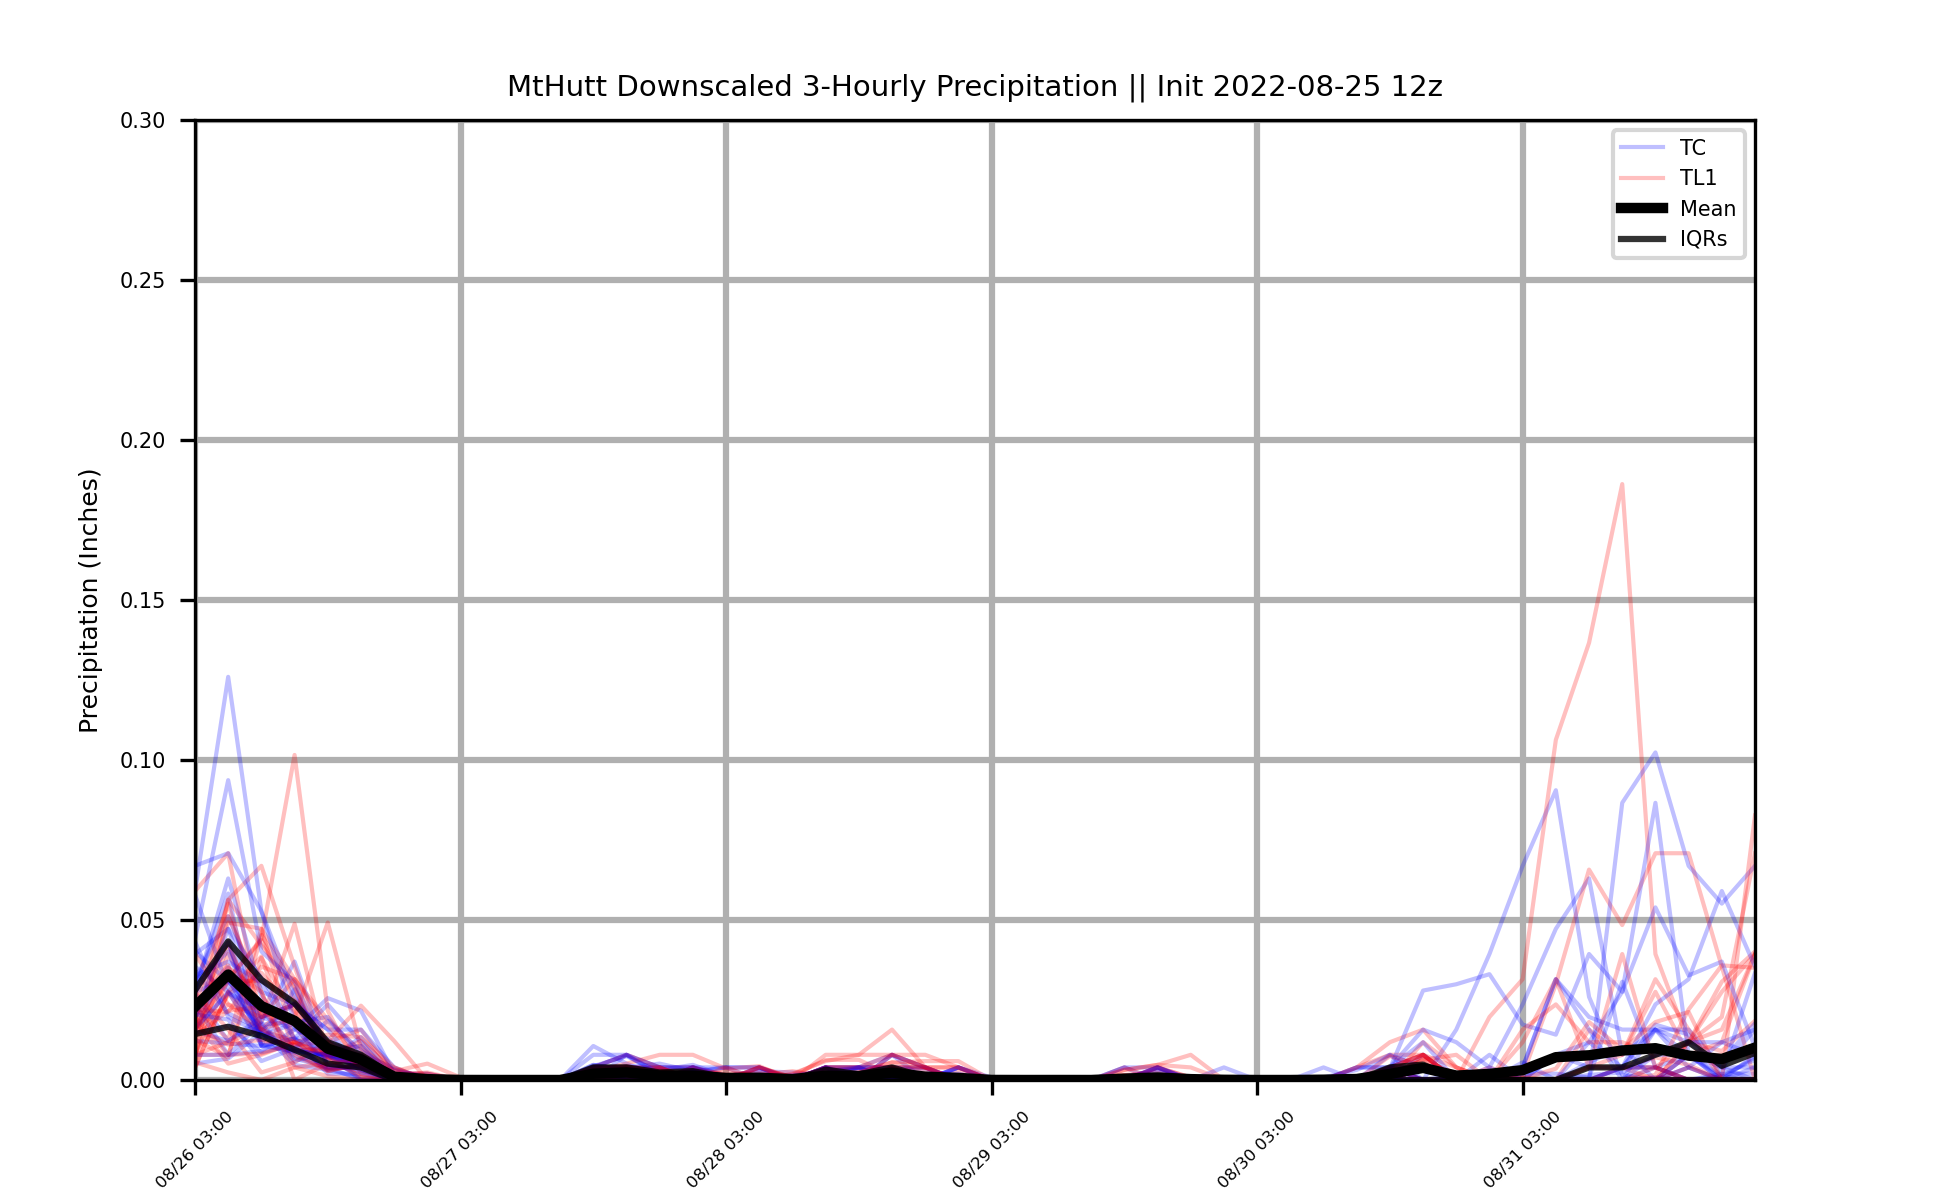 MtHutt Downscaled 3-Hourly Precipitation || Init 2022-08-25 12z
Precipitation (Inches)
0.30
0.25
0.20
0.15
0.10
0.05
0.00
TC
TL1
Mean
IQRs
08/26 03:00
08/27 03:00
08/28 03:00
08/29 03:00
08/30 03:00
08/31 03:00